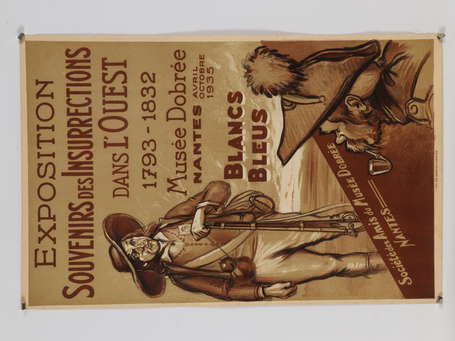 EXPOSITION
SOUVENIRS DES INSURRECTIONS
DANS L'OUEST
1793-1832
Musée Dobrée
NANTES AVRIL OCTOBRE 1935
BLANCS
BLEUS
Société des Amis du Musée Dobrée
NANTES